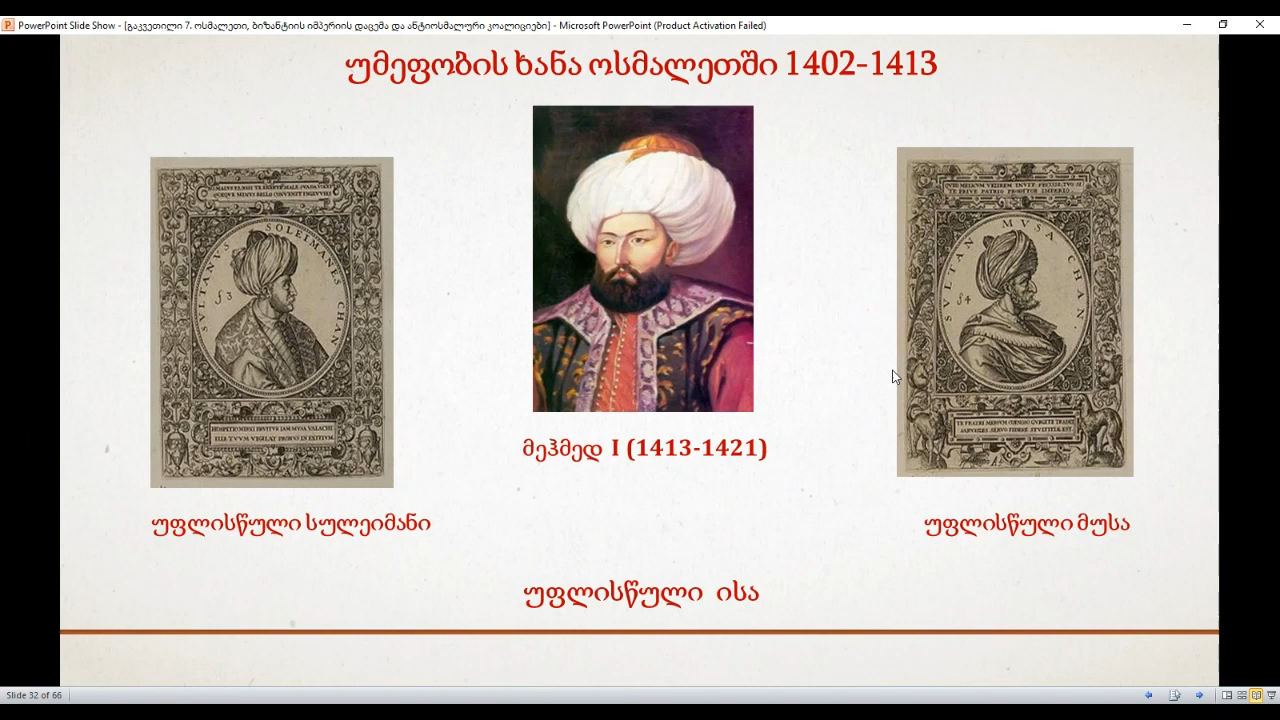 PowerPoint Slide Show - [გაკვეთილი 7. ოსმალეთი, ბიზანტიის იმპერიის დაცემა და ანტიოსმალური კოალიციები] - Microsoft PowerPoint (Product Activation Failed)
უმეფობის ხანა ოსმალეთში 1402-1413
SVLTANVS SOLEIMANES CHAN
53
SVLTAN MVSA CHAN.
54
მეჰმედ I (1413-1421)
უფლისწული სულეიმანი
უფლისწული მუსა
უფლისწული ისა
Slide 32 of 66